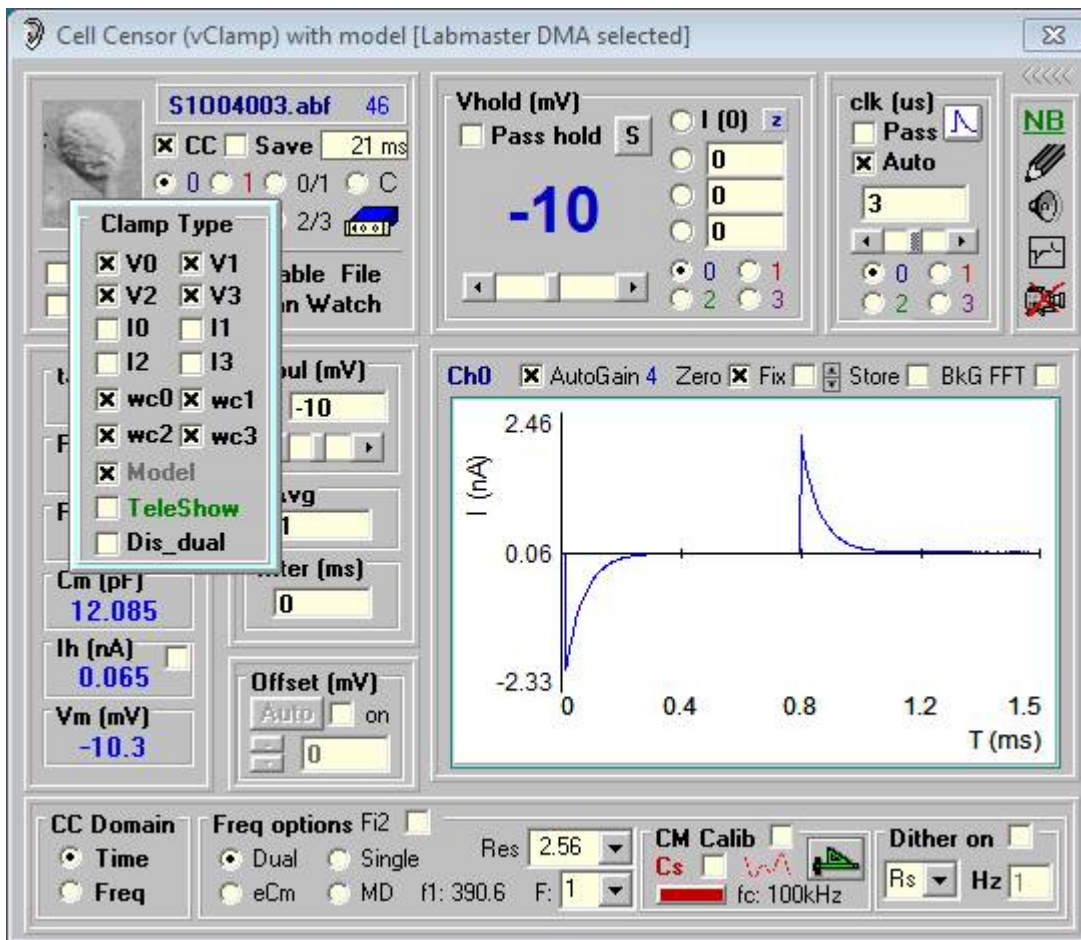 Cell Censor (vClamp) with model [Labmaster DMA selected]
S1O04003.abf 46
CC Save 21 ms
0 1 0/1 C
2/3
able File
n Watch
Clamp Type
V0 V1
V2 V3
I0 I1
I2 I3
wc0 wc1
wc2 wc3
Model
TeleShow
Dis_dual
Vhold (mV)
Pass hold S
-10
I (0) z
0
0
0
0 1
2 3
clk (us)
Pass
Auto
3
0 1
2 3
NB
(mV)
-10
1
(ms)
0
Cm (pF)
12.085
Ih (nA)
0.065
Vm (mV)
-10.3
Offset (mV)
Auto on
0
Ch0 AutoGain 4 Zero Fix Store BkG FFT
2.46
I (nA)
0.06
-2.33
0 0.4 0.8 1.2 1.5
T (ms)
CC Domain
Time
Freq
Freq options Fi2
Dual Single Res 2.56
eCm MD f1: 390.6 F: 1
CM Calib
Cs
fc: 100kHz
Dither on
Rs Hz 1